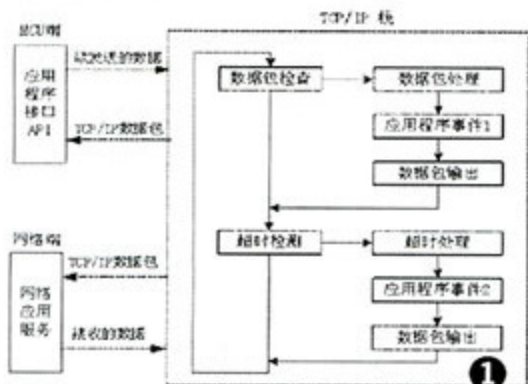 TCP/IP 栈
MCU端
应用
程序
接口
API
续发送的数据
TCP/IP数据包
数据包检查
数据包处理
应用程序事件1
数据包输出
网络端
网络
应用
服务
TCP/IP数据包
接收的数据
超时检测
超时处理
应用程序事件2
数据包输出
1